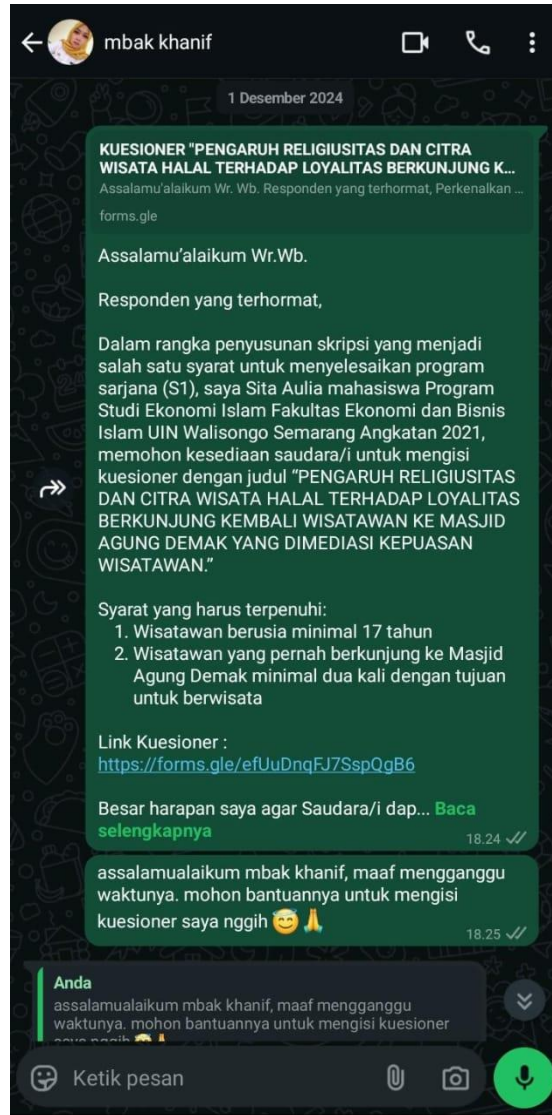 mbak khanif
1 Desember 2024
KUESIONER "PENGARUH RELIGIUSITAS DAN CITRA
WISATA HALAL TERHADAP LOYALITAS BERKUNJUNG K...
Assalamu'alaikum Wr. Wb. Responden yang terhormat, Perkenalkan ...
forms.gle
Assalamu’alaikum Wr.Wb.
Responden yang terhormat,
Dalam rangka penyusunan skripsi yang menjadi
salah satu syarat untuk menyelesaikan program
sarjana (S1), saya Sita Aulia mahasiswa Program
Studi Ekonomi Islam Fakultas Ekonomi dan Bisnis
Islam UIN Walisongo Semarang Angkatan 2021,
memohon kesediaan saudara/i untuk mengisi
kuesioner dengan judul “PENGARUH RELIGIUSITAS
DAN CITRA WISATA HALAL TERHADAP LOYALITAS
BERKUNJUNG KEMBALI WISATAWAN KE MASJID
AGUNG DEMAK YANG DIMEDIASI KEPUASAN
WISATAWAN.”
Syarat yang harus terpenuhi:
1. Wisatawan berusia minimal 17 tahun
2. Wisatawan yang pernah berkunjung ke Masjid
Agung Demak minimal dua kali dengan tujuan
untuk berwisata
Link Kuesioner :
https://forms.gle/efUuDnqFJ7SspQgB6
Besar harapan saya agar Saudara/i dap... Baca
selengkapnya
18.24
assalamualaikum mbak khanif, maaf mengganggu
waktunya. mohon bantuannya untuk mengisi
kuesioner saya nggih 😇🙏
18.25
Anda
assalamualaikum mbak khanif, maaf mengganggu
waktunya. mohon bantuannya untuk mengisi kuesioner
saya nggih 😇🙏
Ketik pesan